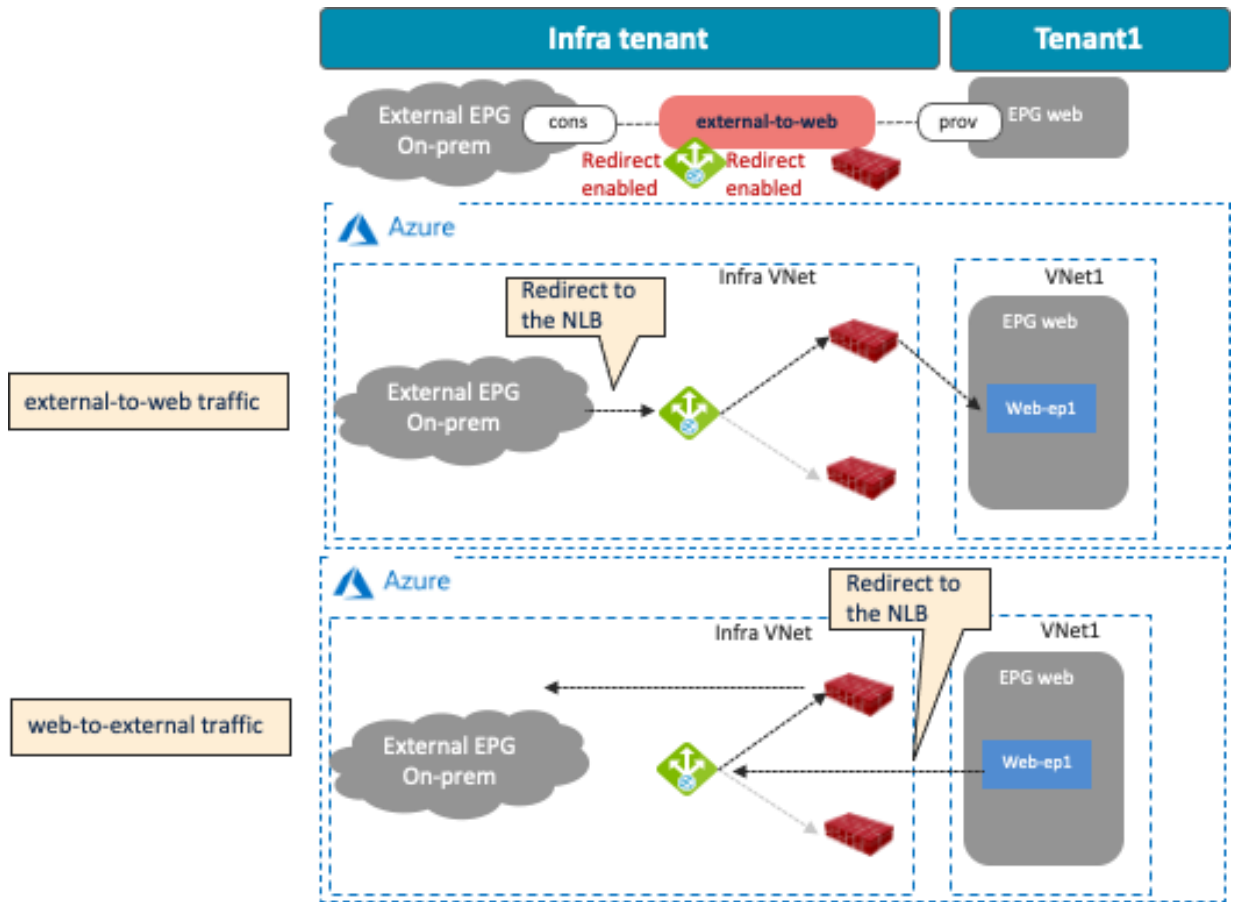 Infra tenant
Tenant1
External EPG
On-prem
cons
external-to-web
prov
EPG web
Redirect
enabled
Redirect
enabled
Azure
Infra VNet
VNet1
Redirect to
the NLB
EPG web
external-to-web traffic
External EPG
On-prem
Web-ep1
Azure
Redirect to
the NLB
Infra VNet
VNet1
EPG web
web-to-external traffic
External EPG
On-prem
Web-ep1